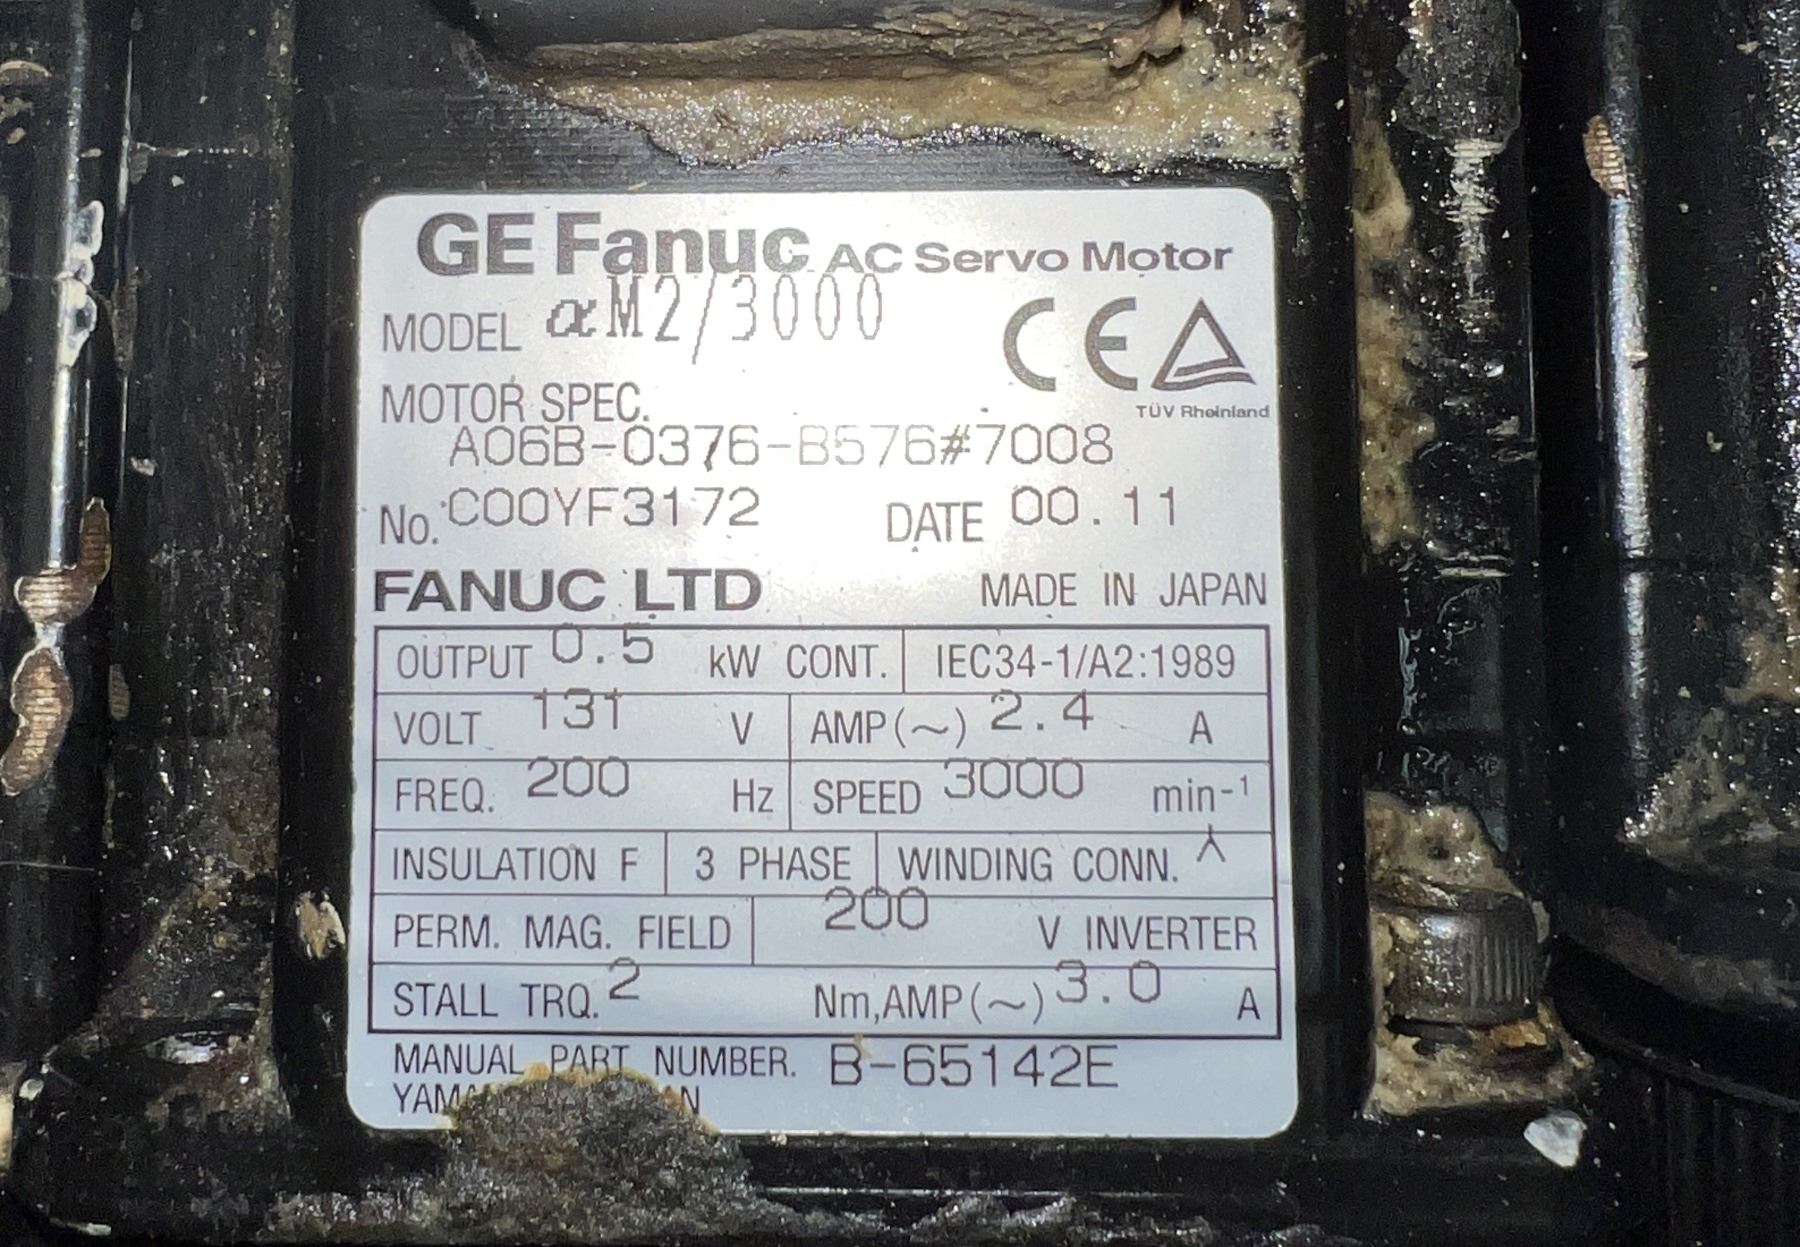 GE Fanuc AC Servo Motor
MODEL αM2/3000
CE
TÜV Rheinland
MOTOR SPEC.
A06B-0376-B576#7008
No. C00YF3172 DATE 00.11
FANUC LTD MADE IN JAPAN
OUTPUT 0.5 kW CONT. IEC34-1/A2:1989
VOLT 131 V AMP(~) 2.4 A
FREQ. 200 Hz SPEED 3000 min-¹
INSULATION F 3 PHASE WINDING CONN.
PERM. MAG. FIELD 200 V INVERTER
STALL TRQ. 2 Nm,AMP(~) 3.0 A
MANUAL PART NUMBER. B-65142E